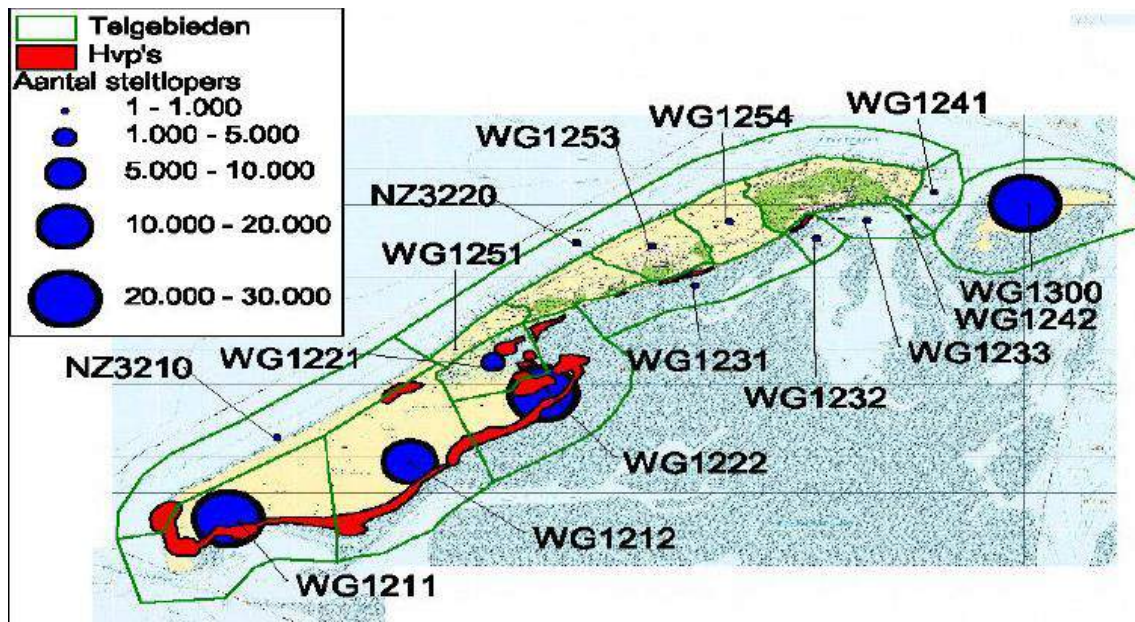 Telgebieden
Hvp's
Aantal steltlopers
1 - 1.000
1.000 - 5.000
5.000 - 10.000
10.000 - 20.000
20.000 - 30.000
WG1241
WG1254
WG1253
NZ3220
WG1251
WG1300
WG1242
WG1221
WG1233
NZ3210
WG1231
WG1232
WG1222
WG1212
WG1211